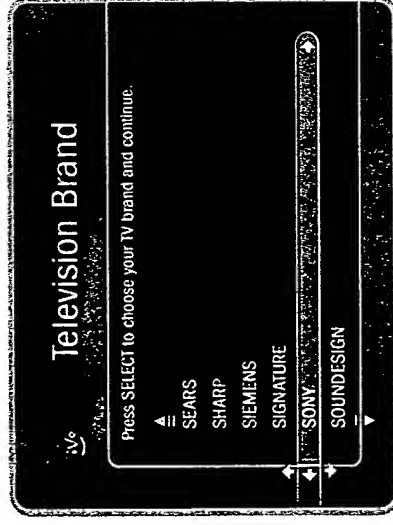 Television Brand
Press SELECT to choose your TV brand and continue.
SEARS
SHARP
SIEMENS
SIGNATURE
SONY
SOUNDESIGN